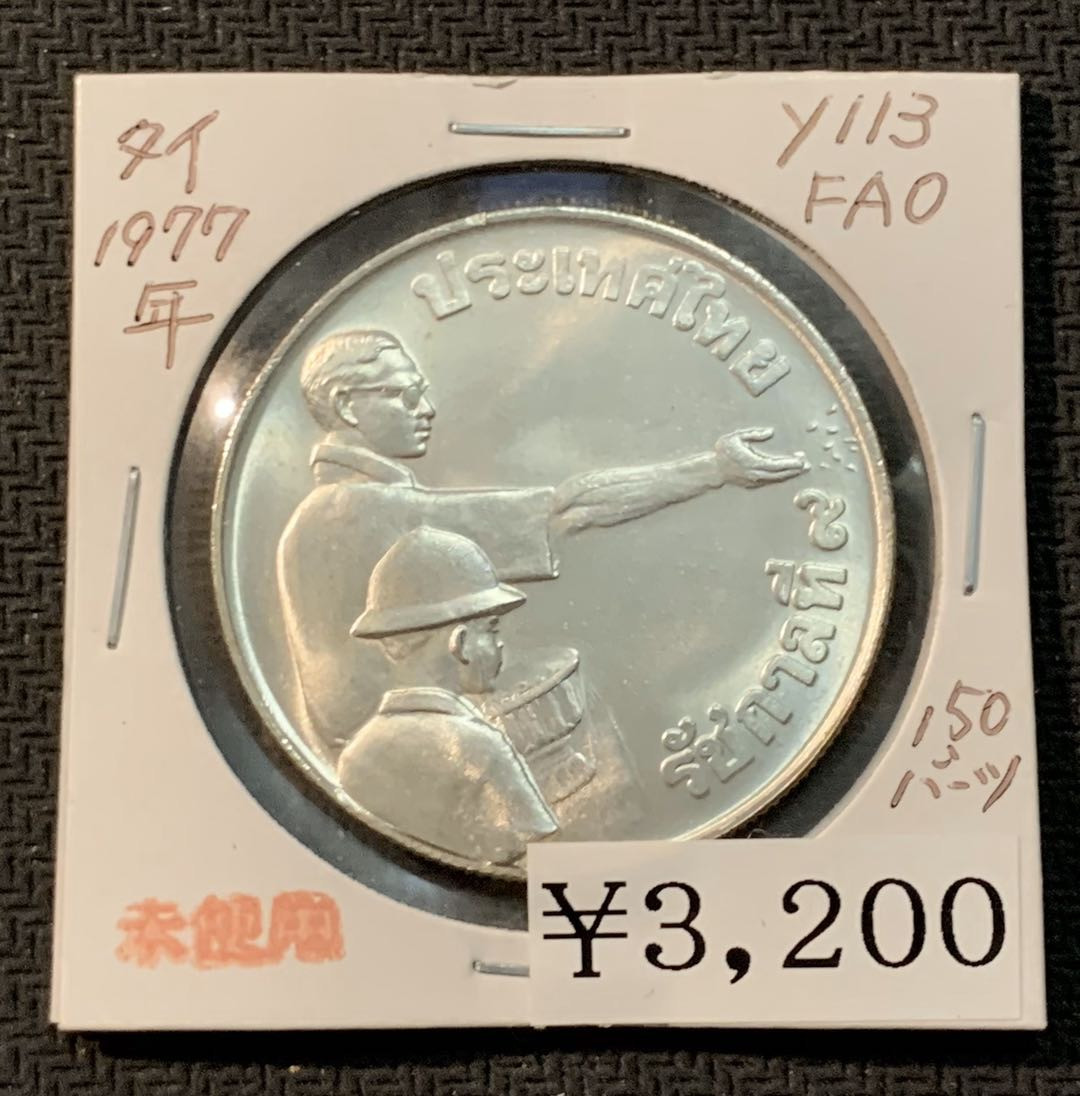 タイ
1977
年
Y113
FAO
ประเทศไทย
รัชกาลที่ ๙
150
バーツ
未使用
¥3,200